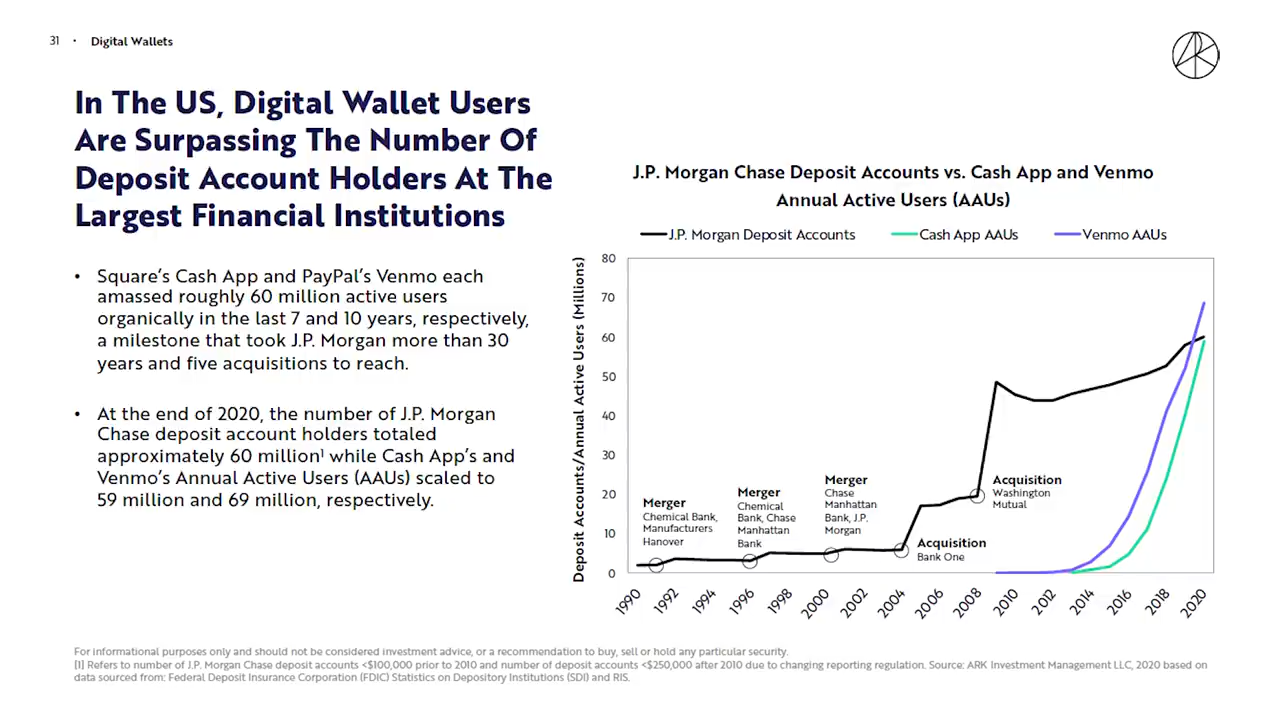 31 • Digital Wallets
In The US, Digital Wallet Users
Are Surpassing The Number Of
Deposit Account Holders At The
Largest Financial Institutions
• Square's Cash App and PayPal's Venmo each
amassed roughly 60 million active users
organically in the last 7 and 10 years, respectively,
a milestone that took J.P. Morgan more than 30
years and five acquisitions to reach.
• At the end of 2020, the number of J.P. Morgan
Chase deposit account holders totaled
approximately 60 million¹ while Cash App's and
Venmo's Annual Active Users (AAUs) scaled to
59 million and 69 million, respectively.
J.P. Morgan Chase Deposit Accounts vs. Cash App and Venmo
Annual Active Users (AAUs)
J.P. Morgan Deposit Accounts
Cash App AAUs
Venmo AAUs
Deposit Accounts/Annual Active Users (Millions)
80
70
60
50
40
30
20
10
0
Merger
Chemical Bank,
Manufacturers
Hanover
Merger
Chemical
Bank, Chase
Manhattan
Bank
Merger
Chase
Manhattan
Bank, J.P.
Morgan
Acquisition
Bank One
Acquisition
Washington
Mutual
1990
1992
1994
1996
1998
2000
2002
2004
2006
2008
2010
2012
2014
2016
2018
2020
For informational purposes only and should not be considered investment advice, or a recommendation to buy, sell or hold any particular security.
[1] Refers to number of J.P. Morgan Chase deposit accounts <$100,000 prior to 2010 and number of deposit accounts <$250,000 after 2010 due to changing reporting regulation. Source: ARK Investment Management LLC, 2020 based on
data sourced from: Federal Deposit Insurance Corporation (FDIC) Statistics on Depository Institutions (SDI) and RIS.
ARK